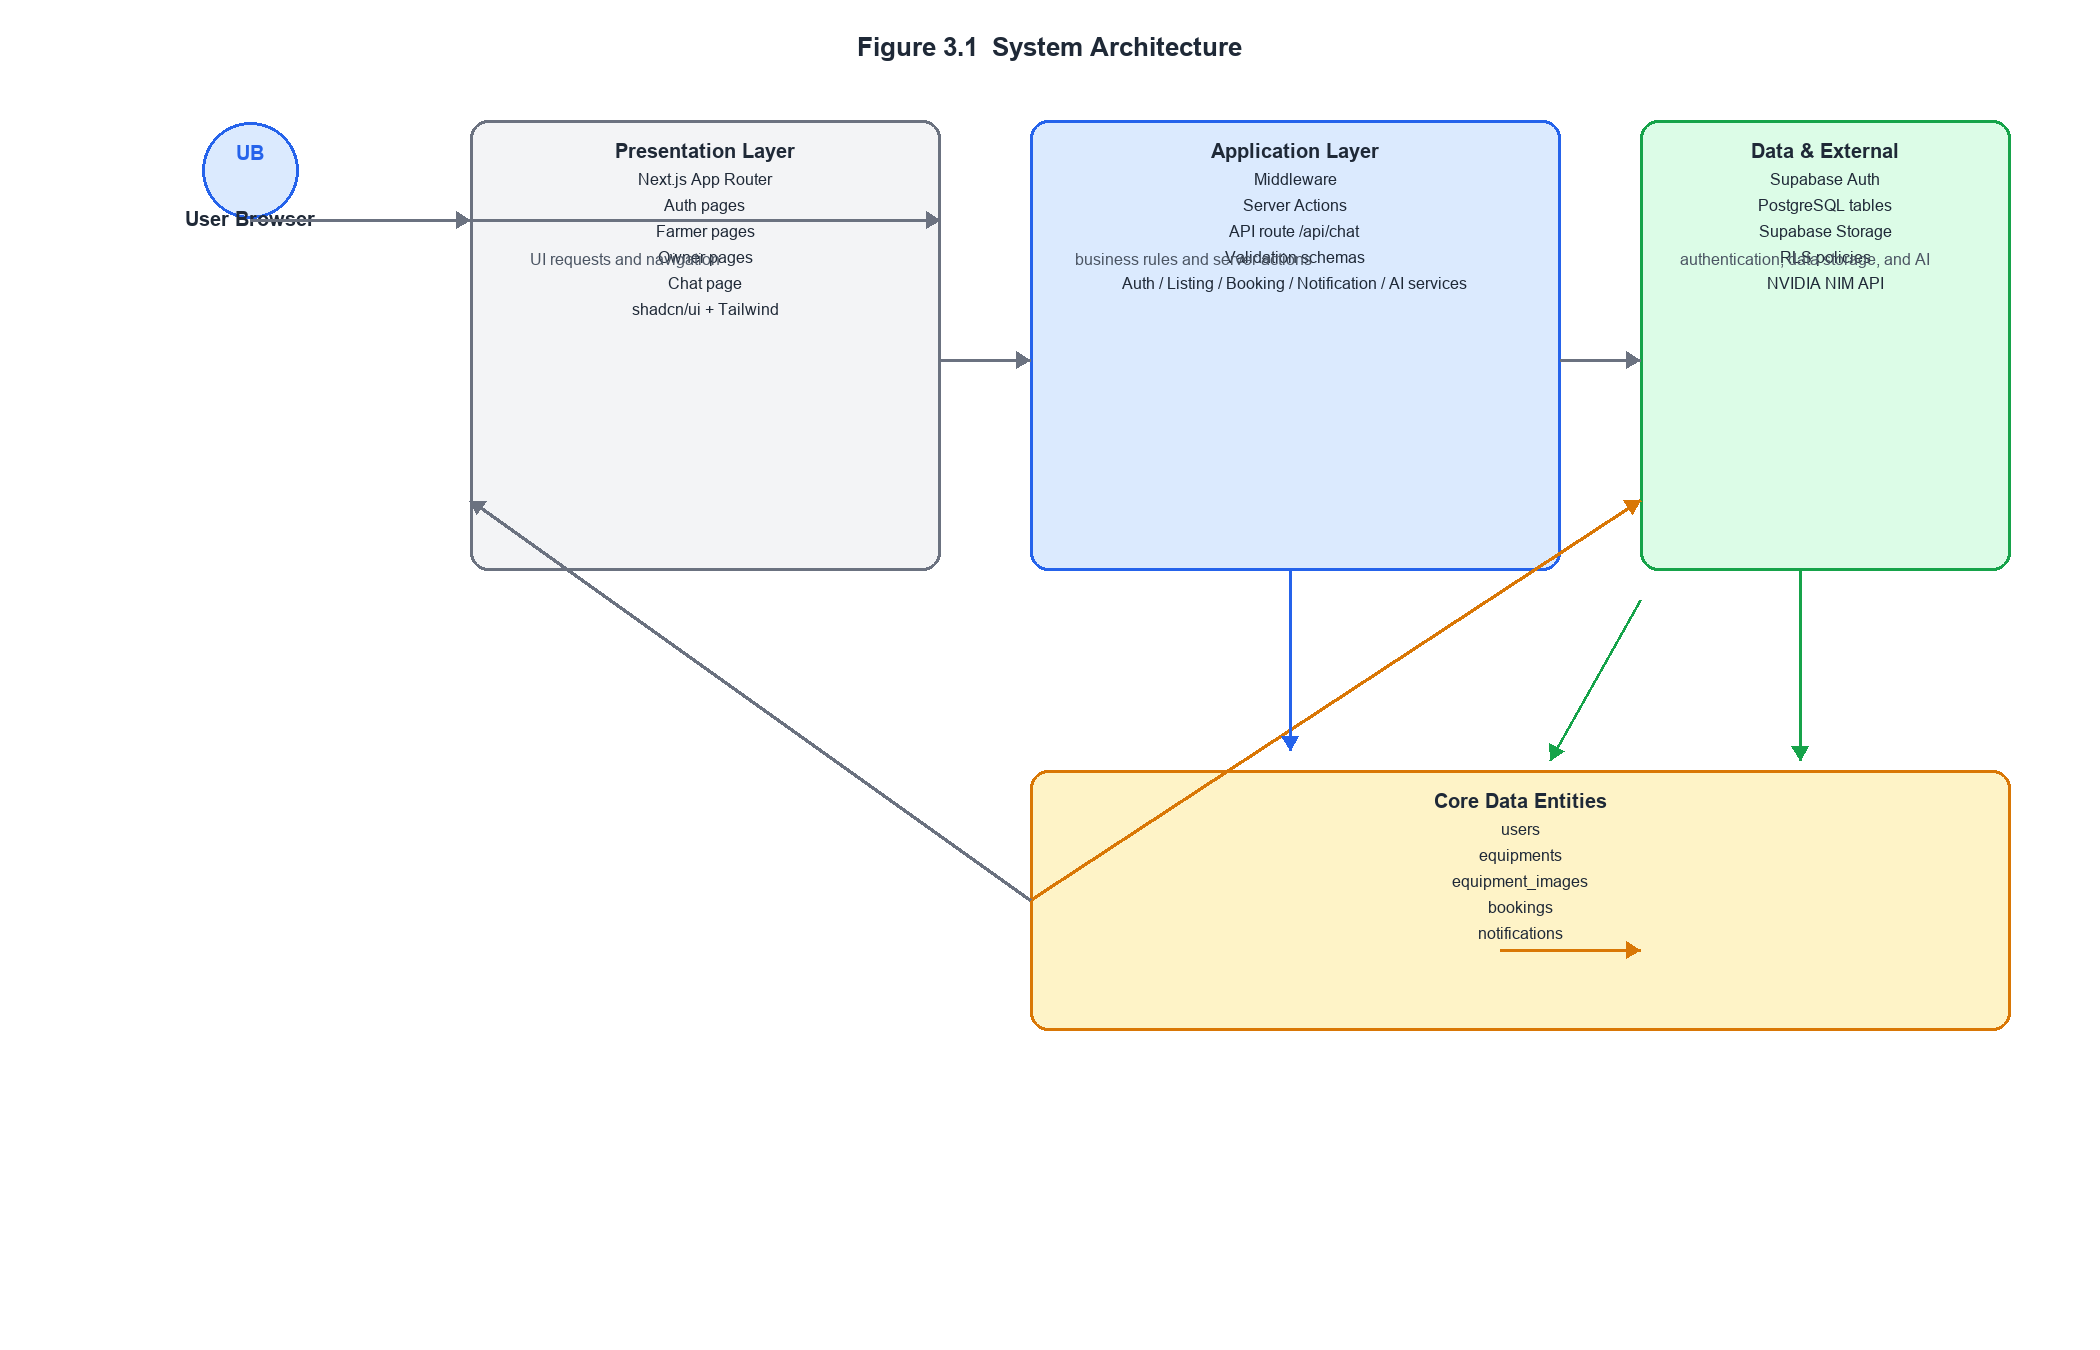 Figure 3.1  System Architecture
UB
User Browser
Presentation Layer
Next.js App Router
Auth pages
Farmer pages
Owner pages
UI requests and navigation
Chat page
shadcn/ui + Tailwind
Application Layer
Middleware
Server Actions
API route /api/chat
Validation schemas
business rules and server actions
Auth / Listing / Booking / Notification / AI services
Data & External
Supabase Auth
PostgreSQL tables
Supabase Storage
RLS policies
authentication, data storage, and AI
NVIDIA NIM API
Core Data Entities
users
equipments
equipment_images
bookings
notifications